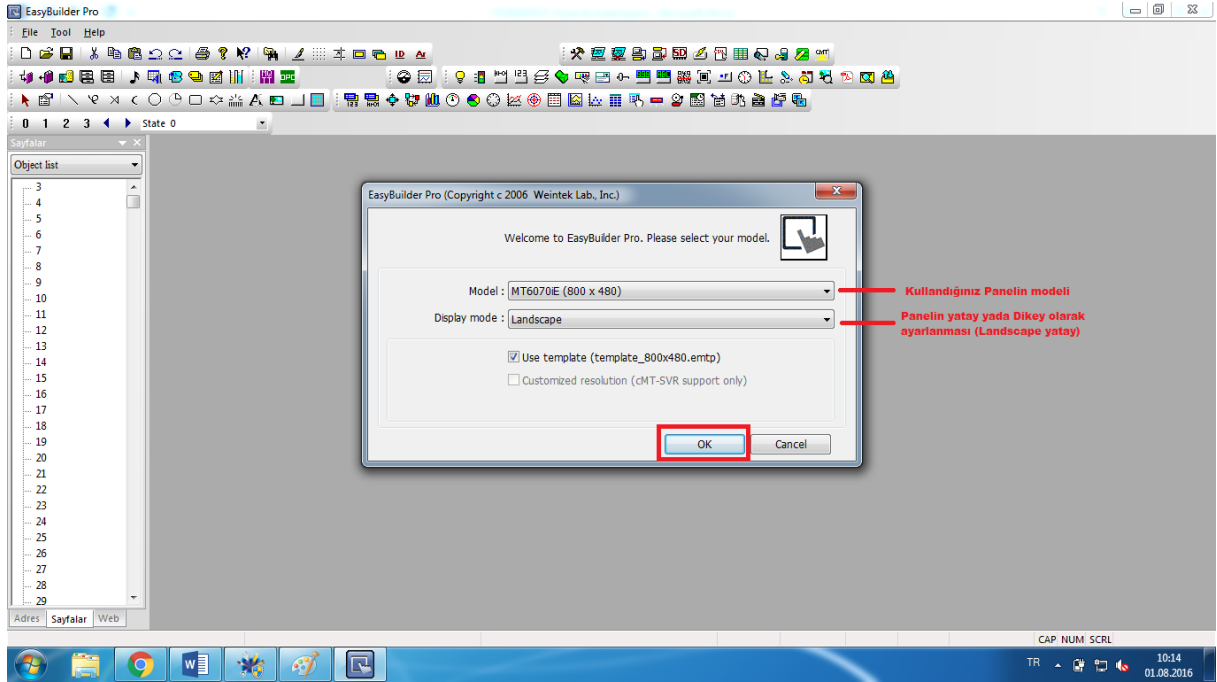 EasyBuilder Pro
File Tool Help
0 1 2 3 State 0
Sayfalar
Object list
3
4
5
6
7
8
9
10
11
12
13
14
15
16
17
18
19
20
21
22
23
24
25
26
27
28
29
Adres Sayfalar Web
EasyBuilder Pro (Copyright c 2006 Weintek Lab., Inc.)
Welcome to EasyBuilder Pro. Please select your model.
Model : MT6070iE (800 x 480)
Display mode : Landscape
Use template (template_800x480.emtp)
Customized resolution (cMT-SVR support only)
OK Cancel
Kullandığınız Panelin modeli
Panelin yatay yada Dikey olarak
ayarlanması (Landscape yatay)
CAP NUM SCRL
TR 10:14
01.08.2016